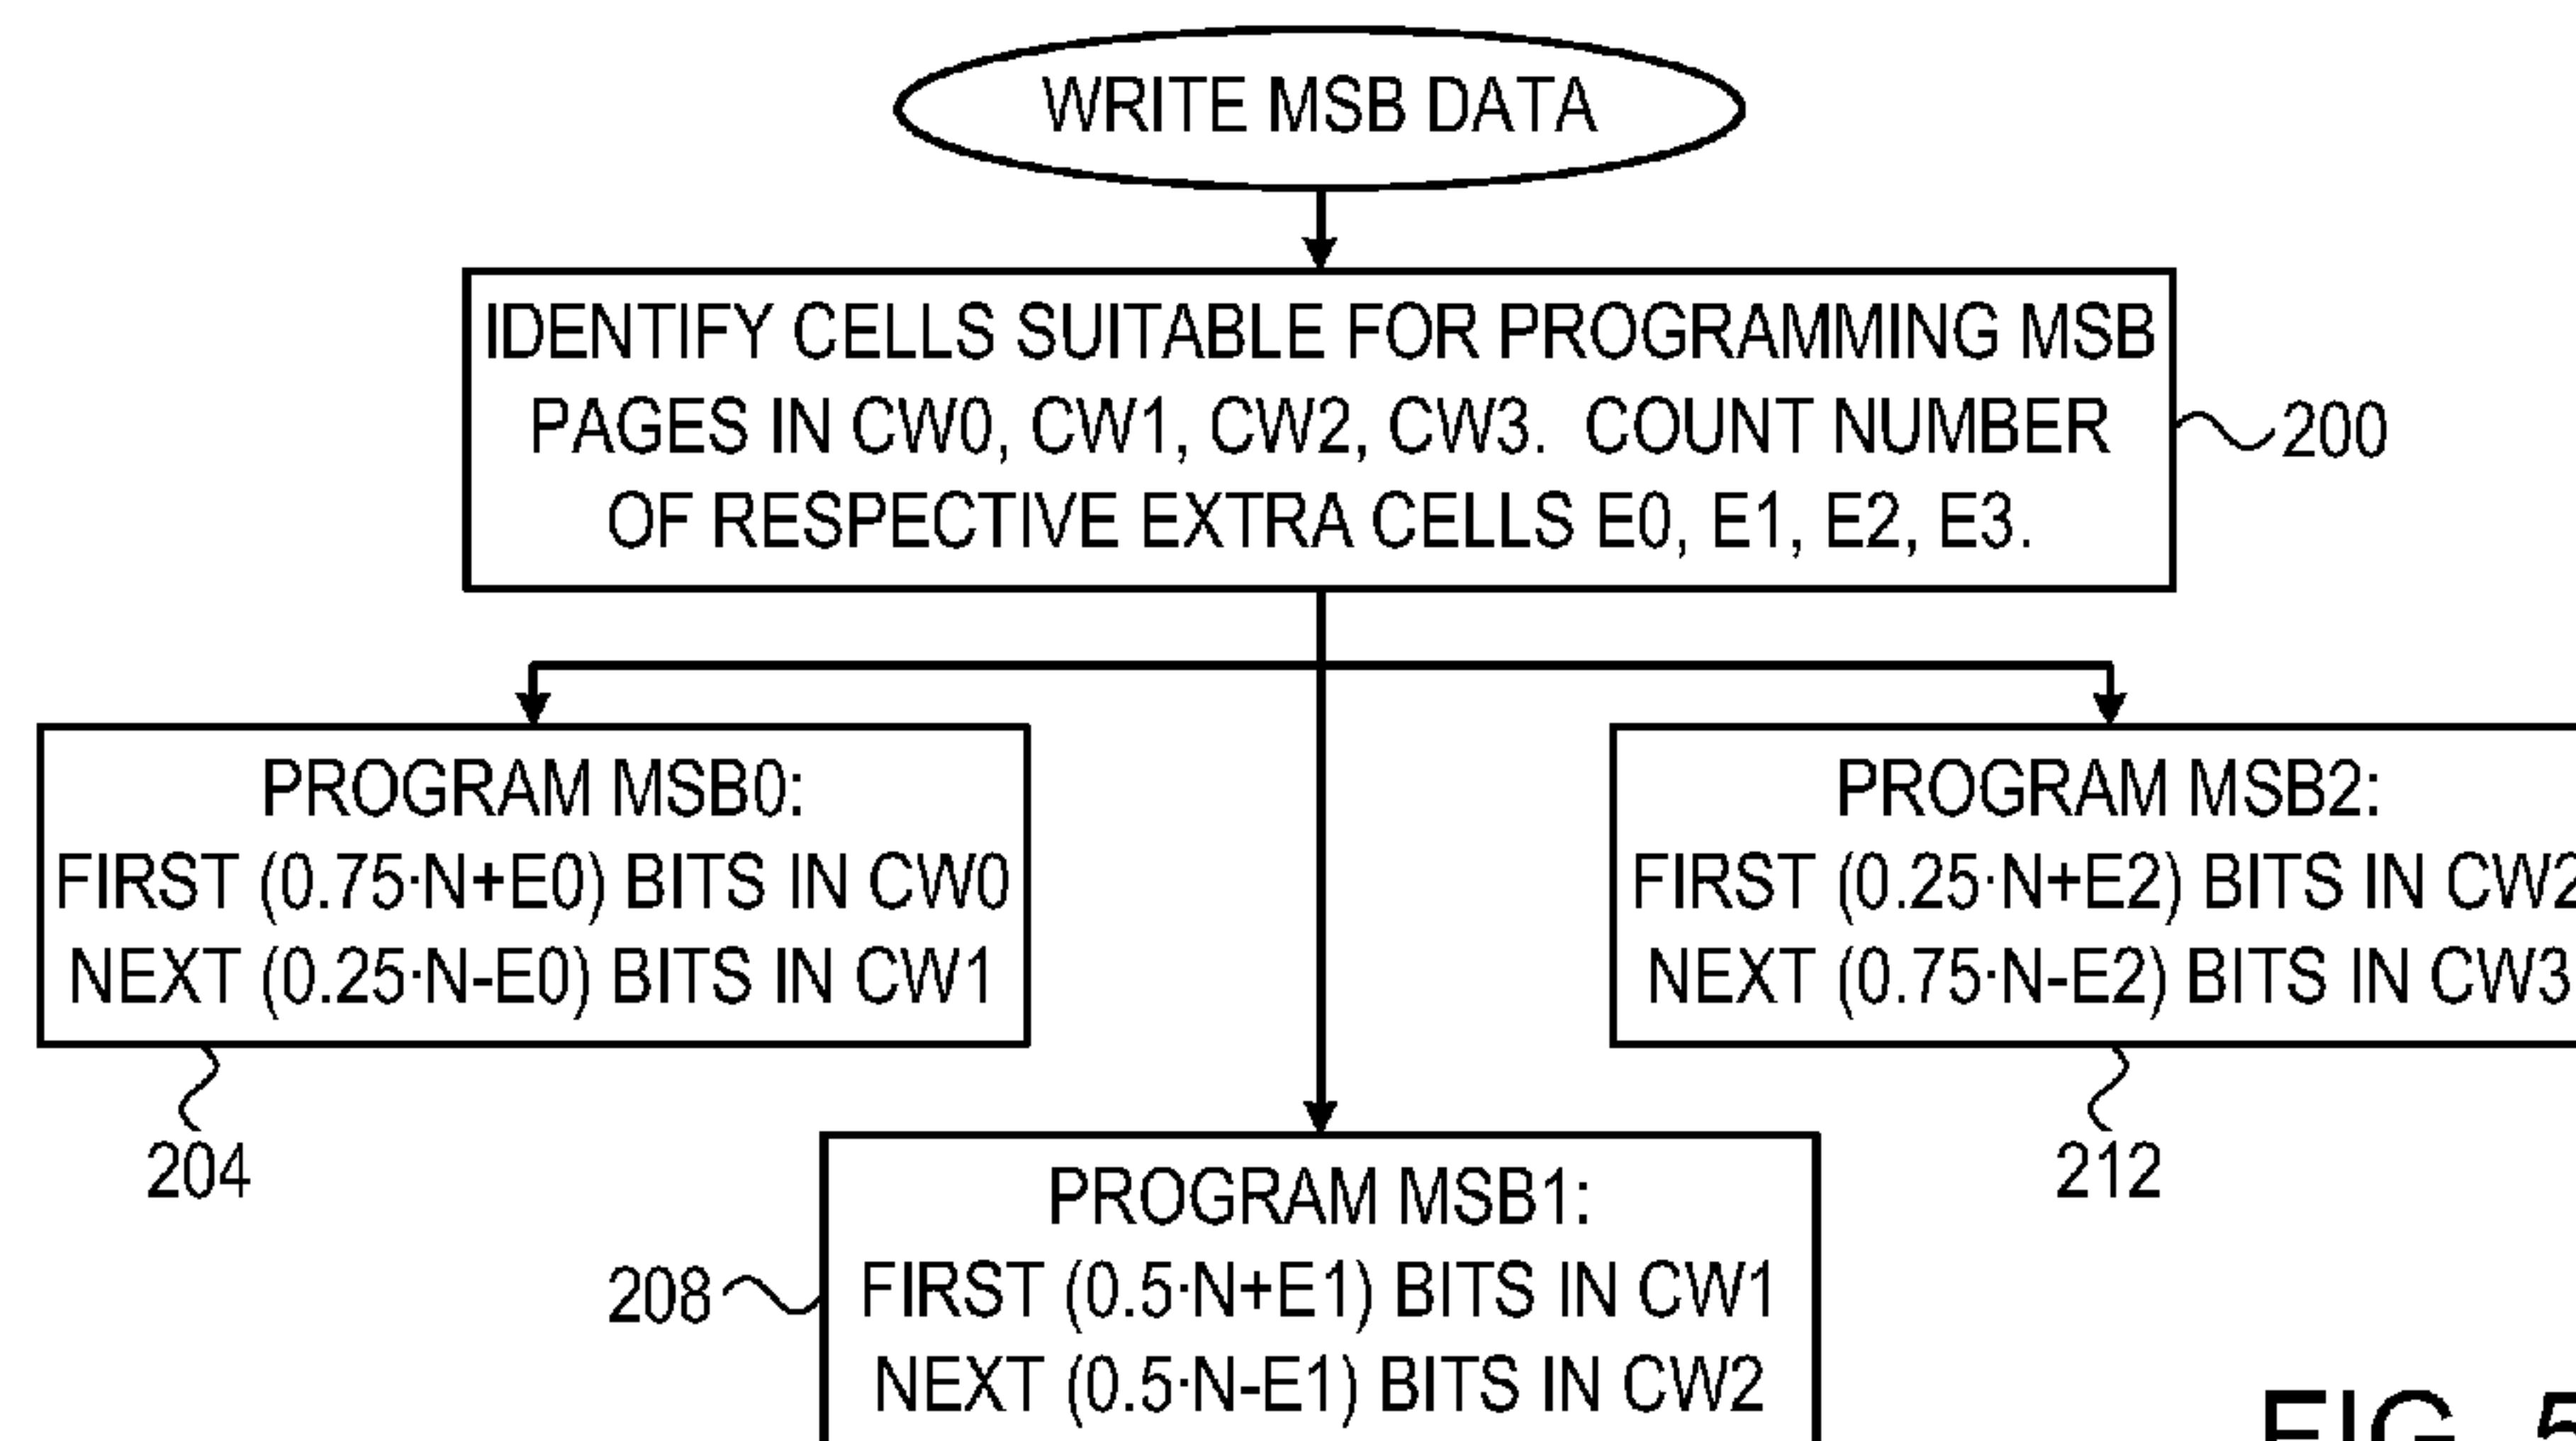 WRITE MSB DATA
IDENTIFY CELLS SUITABLE FOR PROGRAMMING MSB
PAGES IN CW0, CW1, CW2, CW3. COUNT NUMBER
OF RESPECTIVE EXTRA CELLS E0, E1, E2, E3.
200
PROGRAM MSB0:
FIRST (0.75·N+E0) BITS IN CW0
NEXT (0.25·N-E0) BITS IN CW1
204
PROGRAM MSB2:
FIRST (0.25·N+E2) BITS IN CW2
NEXT (0.75·N-E2) BITS IN CW3
212
PROGRAM MSB1:
FIRST (0.5·N+E1) BITS IN CW1
NEXT (0.5·N-E1) BITS IN CW2
208
FIG. 5